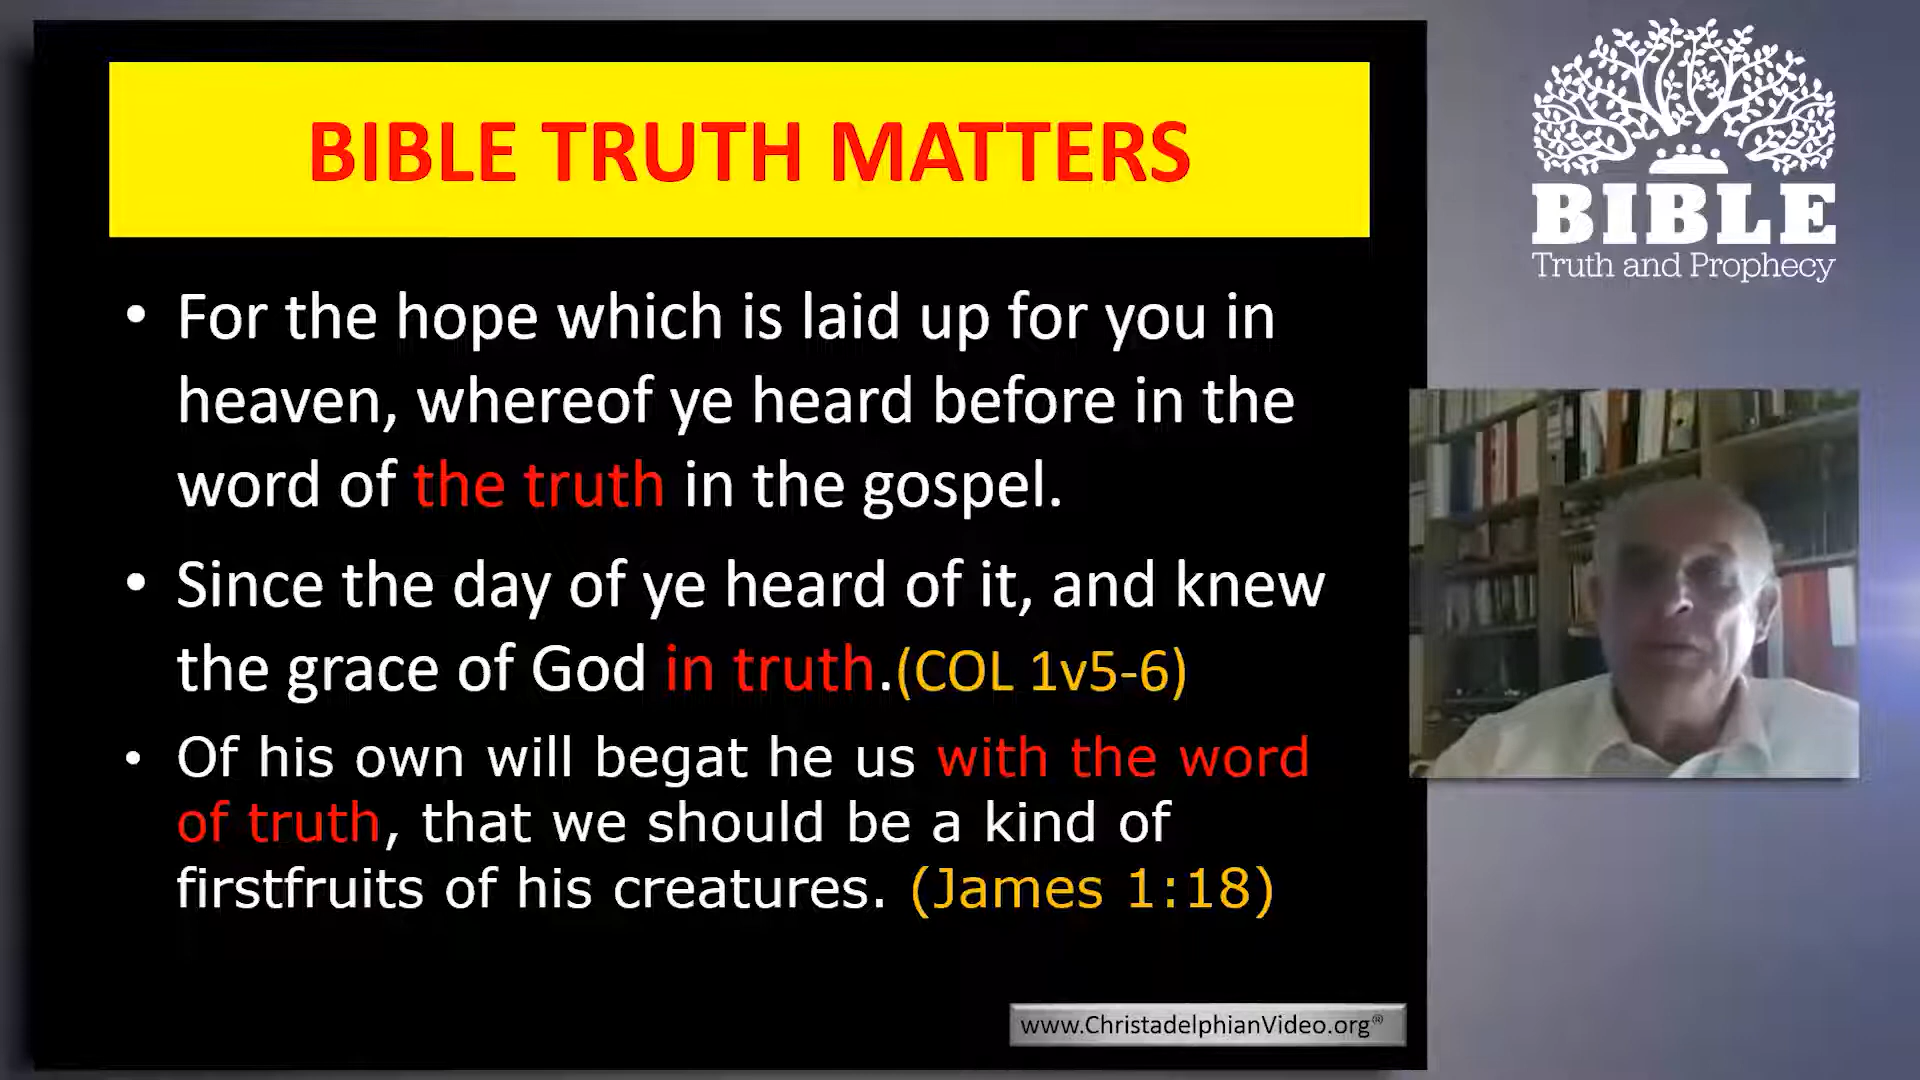 BIBLE TRUTH MATTERS
• For the hope which is laid up for you in
heaven, whereof ye heard before in the
word of the truth in the gospel.
• Since the day of ye heard of it, and knew
the grace of God in truth.(COL 1v5-6)
• Of his own will begat he us with the word
of truth, that we should be a kind of
firstfruits of his creatures. (James 1:18)
www.ChristadelphianVideo.org®
BIBLE
Truth and Prophecy